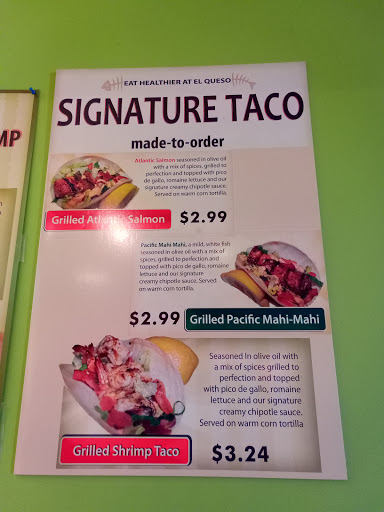 EAT HEALTHIER AT EL QUESO
SIGNATURE TACO
made-to-order
Atlantic Salmon seasoned in olive oil
with a mix of spices, grilled to
perfection and topped with pico
de gallo, romaine lettuce and our
signature creamy chipotle sauce.
Served on warm corn tortilla.
Grilled Atlantic Salmon
$2.99
Pacific Mahi Mahi, a mild, white fish
seasoned in olive oil with a mix of
spices, grilled to perfection and
topped with pico de gallo, romaine
lettuce and our signature
creamy chipotle sauce. Served
on warm corn tortilla.
$2.99
Grilled Pacific Mahi-Mahi
Seasoned In olive oil with
a mix of spices grilled to
perfection and topped
with pico de gallo, romaine
lettuce and our signature
creamy chipotle sauce.
Served on warm corn tortilla
Grilled Shrimp Taco
$3.24